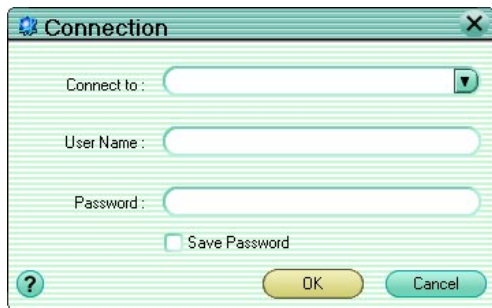 Connection
Connect to :
User Name :
Password :
Save Password
? OK Cancel